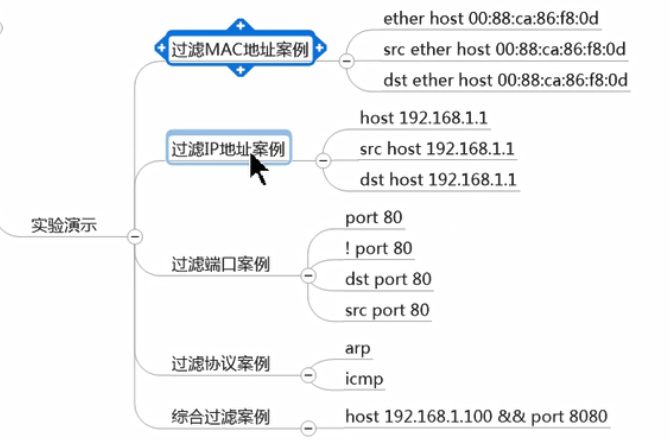 实验演示
过滤MAC地址案例
ether host 00:88:ca:86:f8:0d
src ether host 00:88:ca:86:f8:0d
dst ether host 00:88:ca:86:f8:0d
过滤IP地址案例
host 192.168.1.1
src host 192.168.1.1
dst host 192.168.1.1
过滤端口案例
port 80
! port 80
dst port 80
src port 80
过滤协议案例
arp
icmp
综合过滤案例
host 192.168.1.100 && port 8080